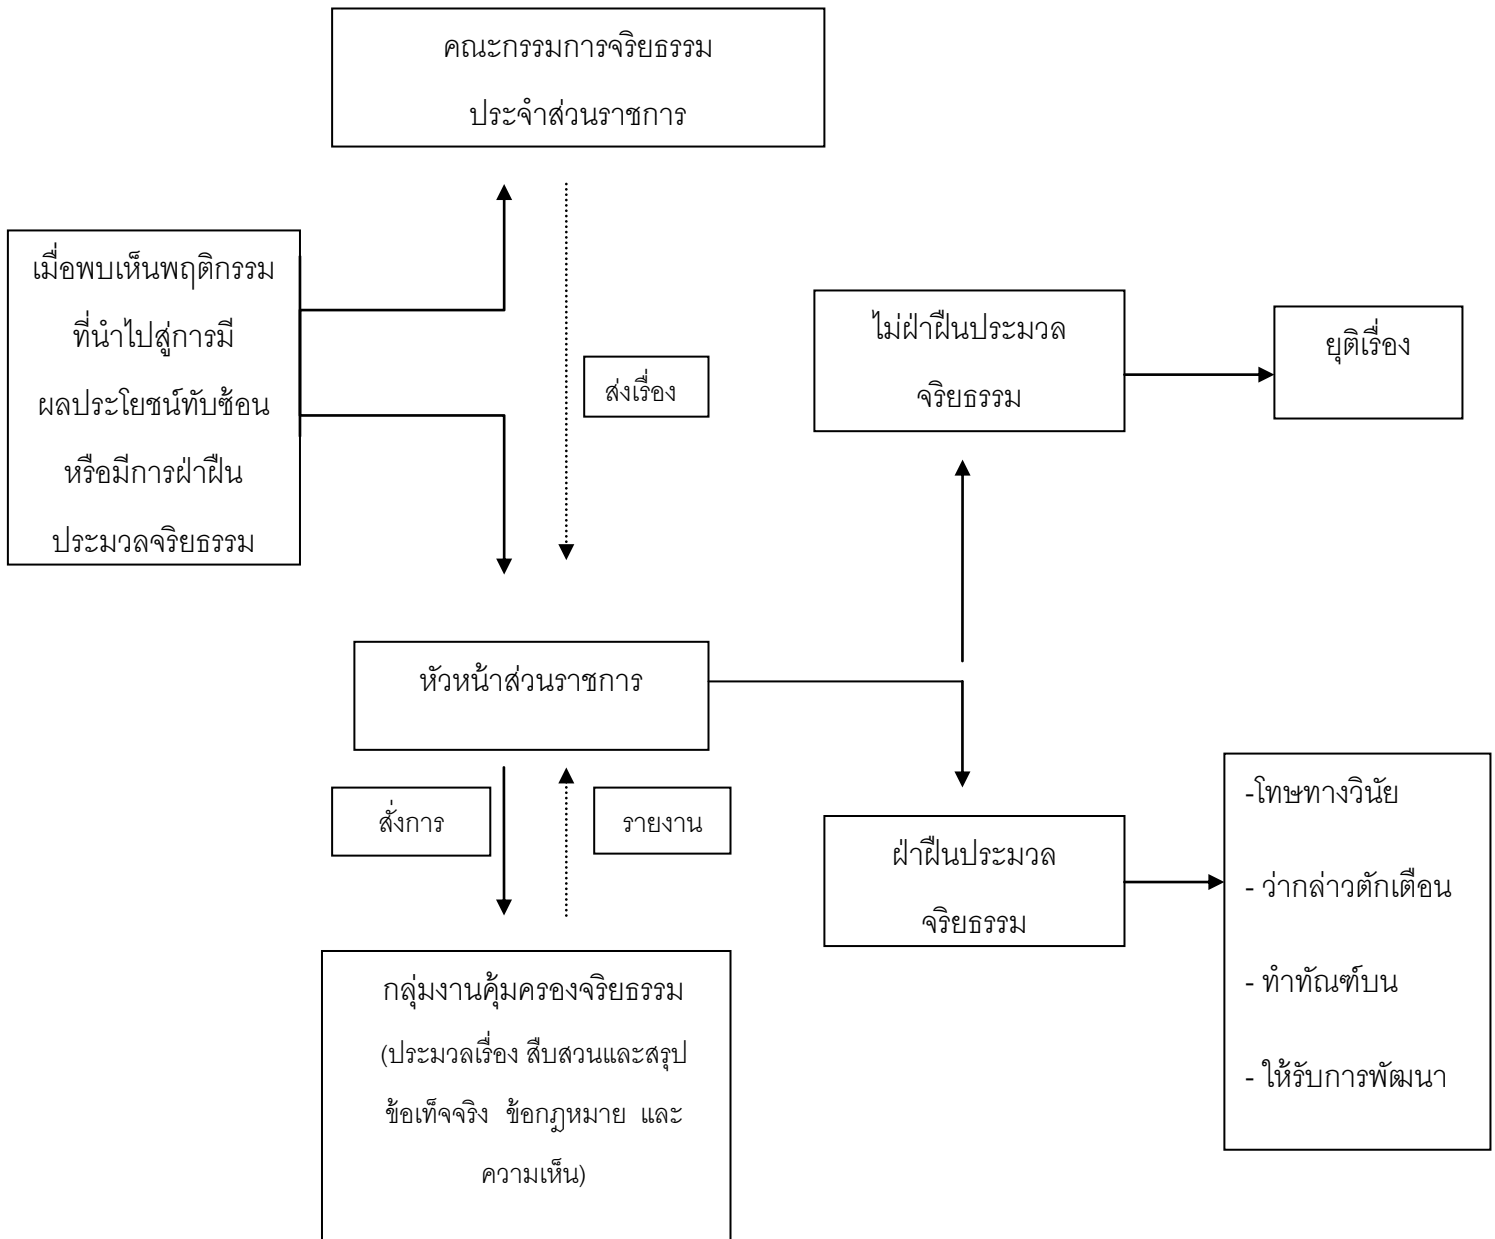 คณะกรรมการจริยธรรม
ประจำส่วนราชการ
เมื่อพบเห็นพฤติกรรม
ที่นำไปสู่การมี
ผลประโยชน์ทับซ้อน
หรือมีการฝ่าฝืน
ประมวลจริยธรรม
ส่งเรื่อง
ไม่ฝ่าฝืนประมวล
จริยธรรม
ยุติเรื่อง
หัวหน้าส่วนราชการ
สั่งการ
รายงาน
ฝ่าฝืนประมวล
จริยธรรม
-โทษทางวินัย
- ว่ากล่าวตักเตือน
- ทำทัณฑ์บน
- ให้รับการพัฒนา
กลุ่มงานคุ้มครองจริยธรรม
(ประมวลเรื่อง สืบสวนและสรุป
ข้อเท็จจริง ข้อกฎหมาย และ
ความเห็น)